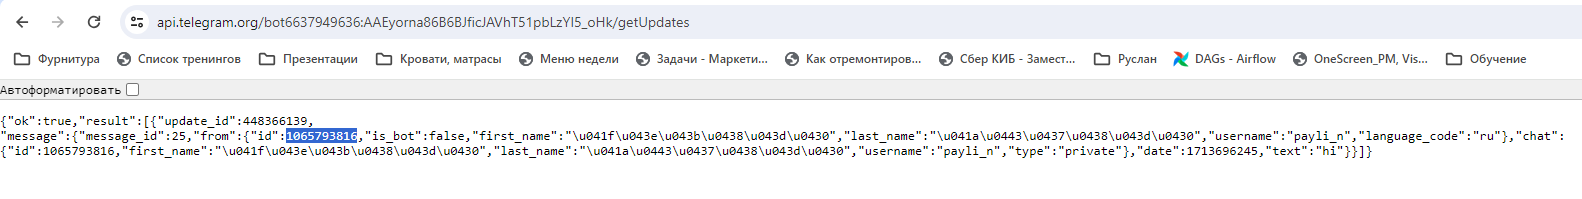 api.telegram.org/bot6637949636:AAEyorna86B6BJficJAVhT51pbLzYI5_oHk/getUpdates
Фурнитура Список тренингов Презентации Кровати, матрасы Меню недели Задачи - Маркети... Как отремонтиров... Сбер КИБ - Замест... Руслан DAGs - Airflow OneScreen_PM, Vis... Обучение
Автоформатировать
{"ok":true,"result":[{"update_id":448366139,
"message":{"message_id":25,"from":{"id":1065793816,"is_bot":false,"first_name":"\u041f\u043e\u043b\u0438\u043d\u0430","last_name":"\u041a\u0443\u0437\u0438\u043d\u0430","username":"payli_n","language_code":"ru"},"chat":
{"id":1065793816,"first_name":"\u041f\u043e\u043b\u0438\u043d\u0430","last_name":"\u041a\u0443\u0437\u0438\u043d\u0430","username":"payli_n","type":"private"},"date":1713696245,"text":"hi"}}]}